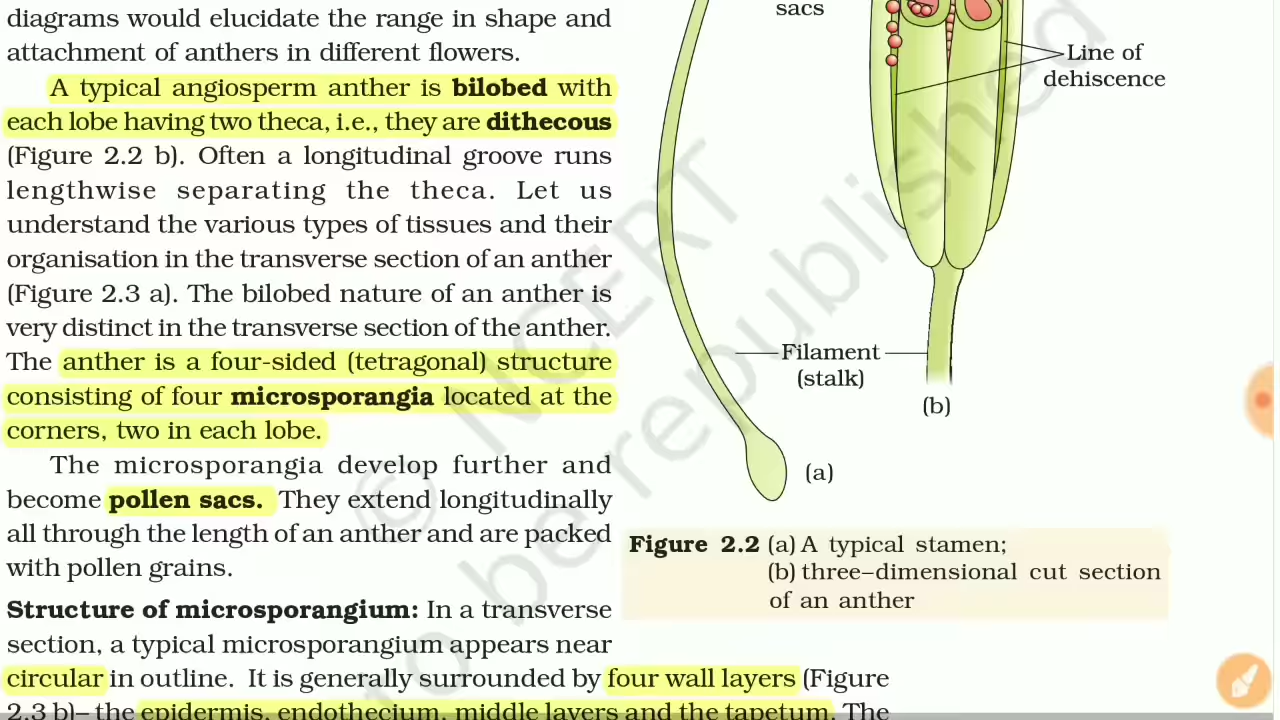 diagrams would elucidate the range in shape and
attachment of anthers in different flowers.
A typical angiosperm anther is bilobed with
each lobe having two theca, i.e., they are dithecous
(Figure 2.2 b). Often a longitudinal groove runs
lengthwise separating the theca. Let us
understand the various types of tissues and their
organisation in the transverse section of an anther
(Figure 2.3 a). The bilobed nature of an anther is
very distinct in the transverse section of the anther.
The anther is a four-sided (tetragonal) structure
consisting of four microsporangia located at the
corners, two in each lobe.
The microsporangia develop further and
become pollen sacs. They extend longitudinally
all through the length of an anther and are packed
with pollen grains.
Structure of microsporangium: In a transverse
section, a typical microsporangium appears near
circular in outline. It is generally surrounded by four wall layers (Figure
2.3 b)– the epidermis, endothecium, middle layers and the tapetum. The
sacs
Line of
dehiscence
Filament
(stalk)
(b)
(a)
Figure 2.2 (a) A typical stamen;
(b) three–dimensional cut section
of an anther
© NCERT
to be republished